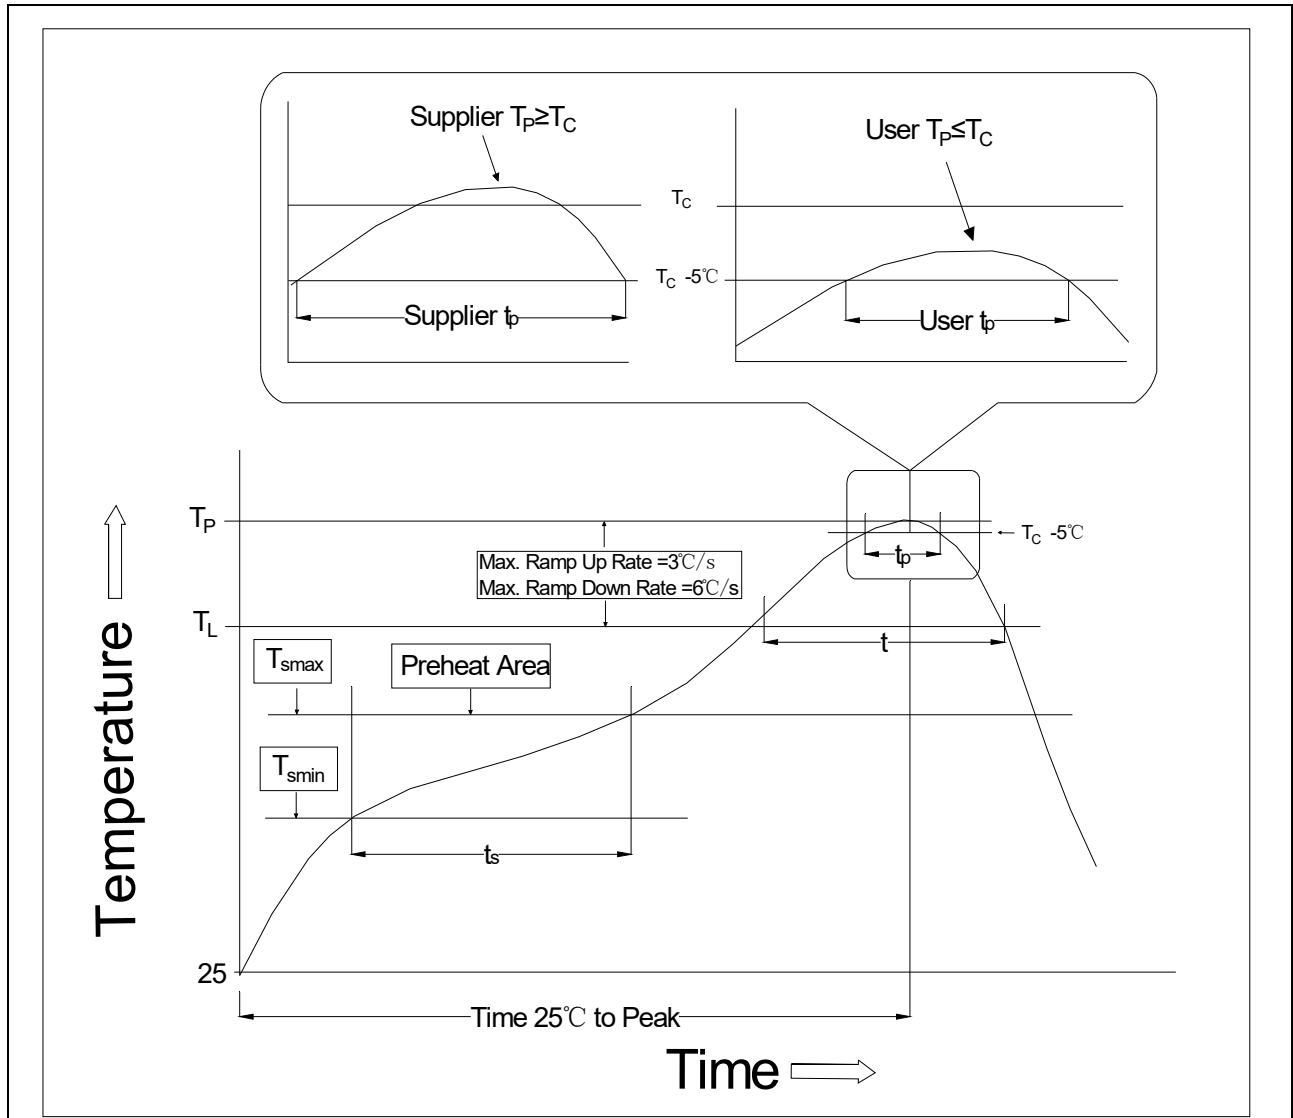 Supplier TP≥TC
User TP≤TC
TC
TC -5℃
Supplier tp
User tp
TP
TC -5℃
tp
Max. Ramp Up Rate =3℃/s
Max. Ramp Down Rate =6℃/s
TL
t
Tsmax
Preheat Area
Tsmin
ts
Temperature
25
Time 25℃ to Peak
Time